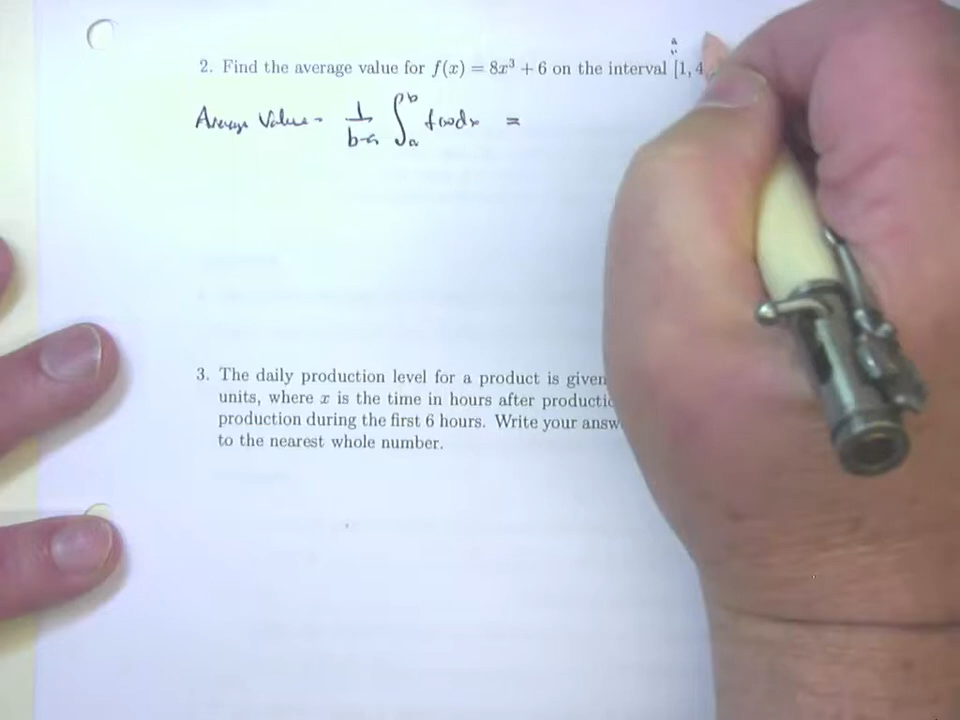 a
"
2. Find the average value for f(x) = 8x³ + 6 on the interval [1, 4
Average Value = 1/(b-a) ∫ₐᵇ f(x)dx =
3. The daily production level for a product is given
units, where x is the time in hours after
production during the first 6 hours. Write your
to the nearest whole number.